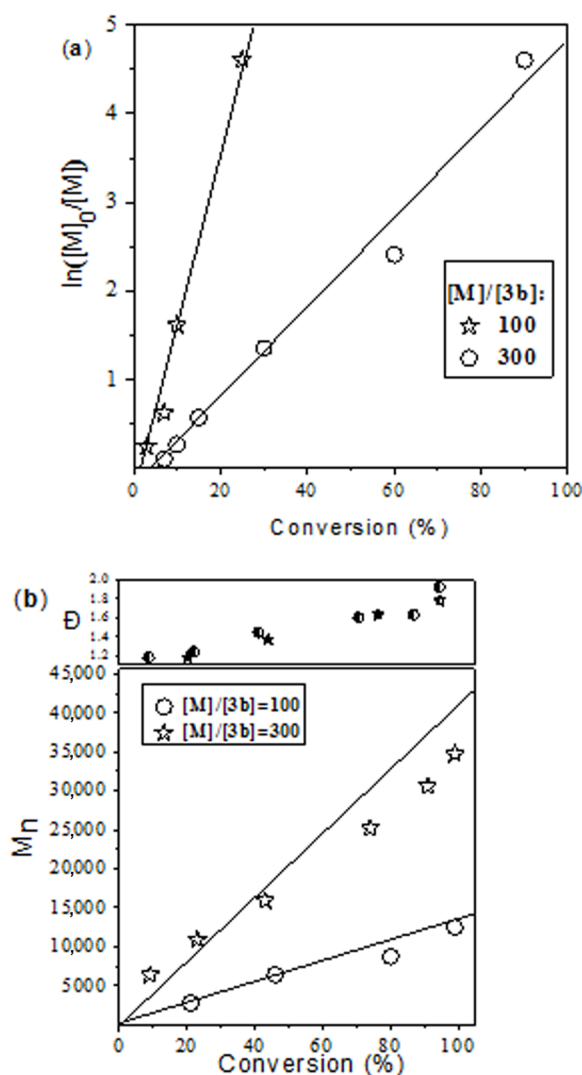 (a)
5
4
3
2
1
ln([M]0/[M])
[M]/[3b]:
100
300
0 20 40 60 80 100
Conversion (%)
(b)
2.0
1.8
1.6
1.4
1.2
Đ
45,000
40,000
35,000
30,000
25,000
20,000
15,000
10,000
5000
Mn
[M]/[3b]=100
[M]/[3b]=300
0 20 40 60 80 100
Conversion (%)